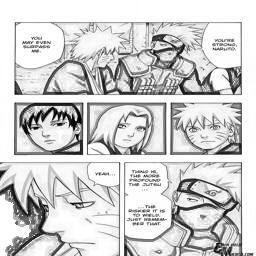 YOU'RE
STRONG,
NARUTO.
YOU
MAY EVEN
SURPASS
ME.
THING IS,
THE MORE
PROFOUND
THE JUTSU
...
YEAH...
...THE
RISKIER IT IS
TO WIELD.
JUST REMEM-
BER THAT.